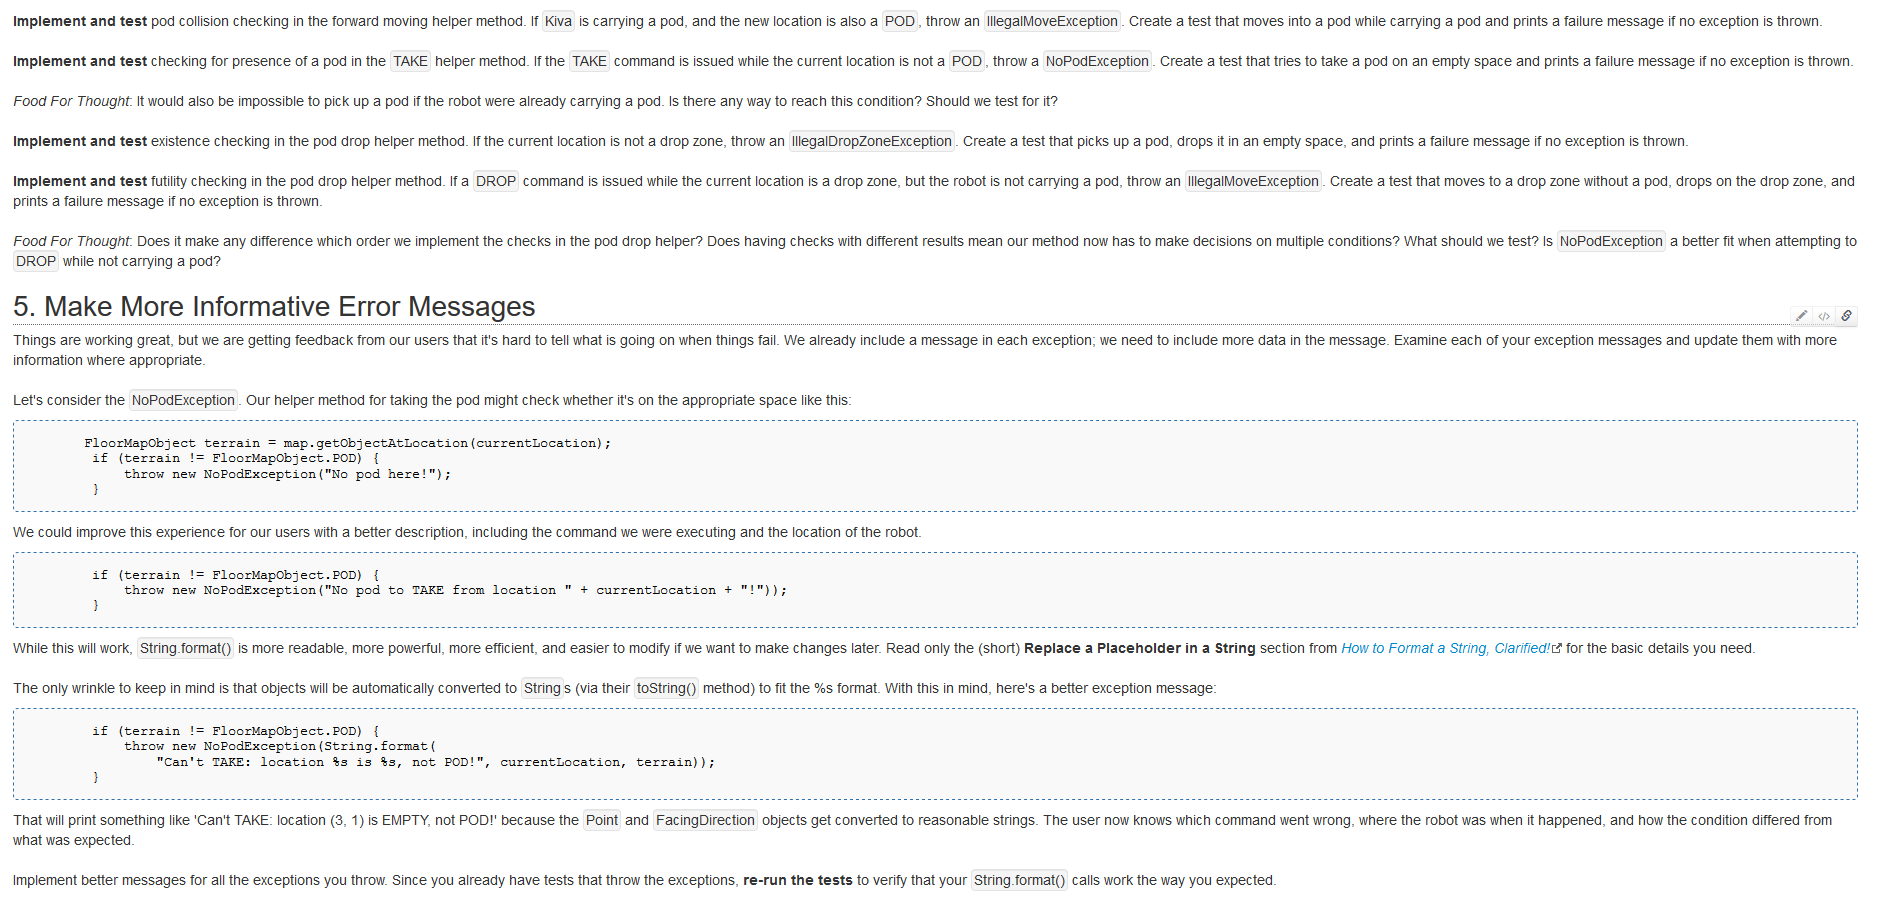 Implement and test pod collision checking in the forward moving helper method. If Kiva is carrying a pod, and the new location is also a POD, throw an IllegalMoveException. Create a test that moves into a pod while carrying a pod and prints a failure message if no exception is thrown.
Implement and test checking for presence of a pod in the TAKE helper method. If the TAKE command is issued while the current location is not a POD, throw a NoPodException. Create a test that tries to take a pod on an empty space and prints a failure message if no exception is thrown.
Food For Thought: It would also be impossible to pick up a pod if the robot were already carrying a pod. Is there any way to reach this condition? Should we test for it?
Implement and test existence checking in the pod drop helper method. If the current location is not a drop zone, throw an IllegalDropZoneException. Create a test that picks up a pod, drops it in an empty space, and prints a failure message if no exception is thrown.
Implement and test futility checking in the pod drop helper method. If a DROP command is issued while the current location is a drop zone, but the robot is not carrying a pod, throw an IllegalMoveException. Create a test that moves to a drop zone without a pod, drops on the drop zone, and
prints a failure message if no exception is thrown.
Food For Thought: Does it make any difference which order we implement the checks in the pod drop helper? Does having checks with different results mean our method now has to make decisions on multiple conditions? What should we test? Is NoPodException a better fit when attempting to
DROP while not carrying a pod?
5. Make More Informative Error Messages
Things are working great, but we are getting feedback from our users that it's hard to tell what is going on when things fail. We already include a message in each exception; we need to include more data in the message. Examine each of your exception messages and update them with more
information where appropriate.
Let's consider the NoPodException. Our helper method for taking the pod might check whether it's on the appropriate space like this:
FloorMapObject terrain = map.getObjectAtLocation(currentLocation);
if (terrain != FloorMapObject.POD) {
throw new NoPodException("No pod here!");
}
We could improve this experience for our users with a better description, including the command we were executing and the location of the robot.
if (terrain != FloorMapObject.POD) {
throw new NoPodException("No pod to TAKE from location " + currentLocation + "!"));
}
While this will work, String.format() is more readable, more powerful, more efficient, and easier to modify if we want to make changes later. Read only the (short) Replace a Placeholder in a String section from How to Format a String, Clarified! for the basic details you need.
The only wrinkle to keep in mind is that objects will be automatically converted to Strings (via their toString() method) to fit the %s format. With this in mind, here's a better exception message:
if (terrain != FloorMapObject.POD) {
throw new NoPodException(String.format(
"Can't TAKE: location %s is %s, not POD!", currentLocation, terrain));
}
That will print something like 'Can't TAKE: location (3, 1) is EMPTY, not POD!' because the Point and FacingDirection objects get converted to reasonable strings. The user now knows which command went wrong, where the robot was when it happened, and how the condition differed from
what was expected.
Implement better messages for all the exceptions you throw. Since you already have tests that throw the exceptions, re-run the tests to verify that your String.format() calls work the way you expected.